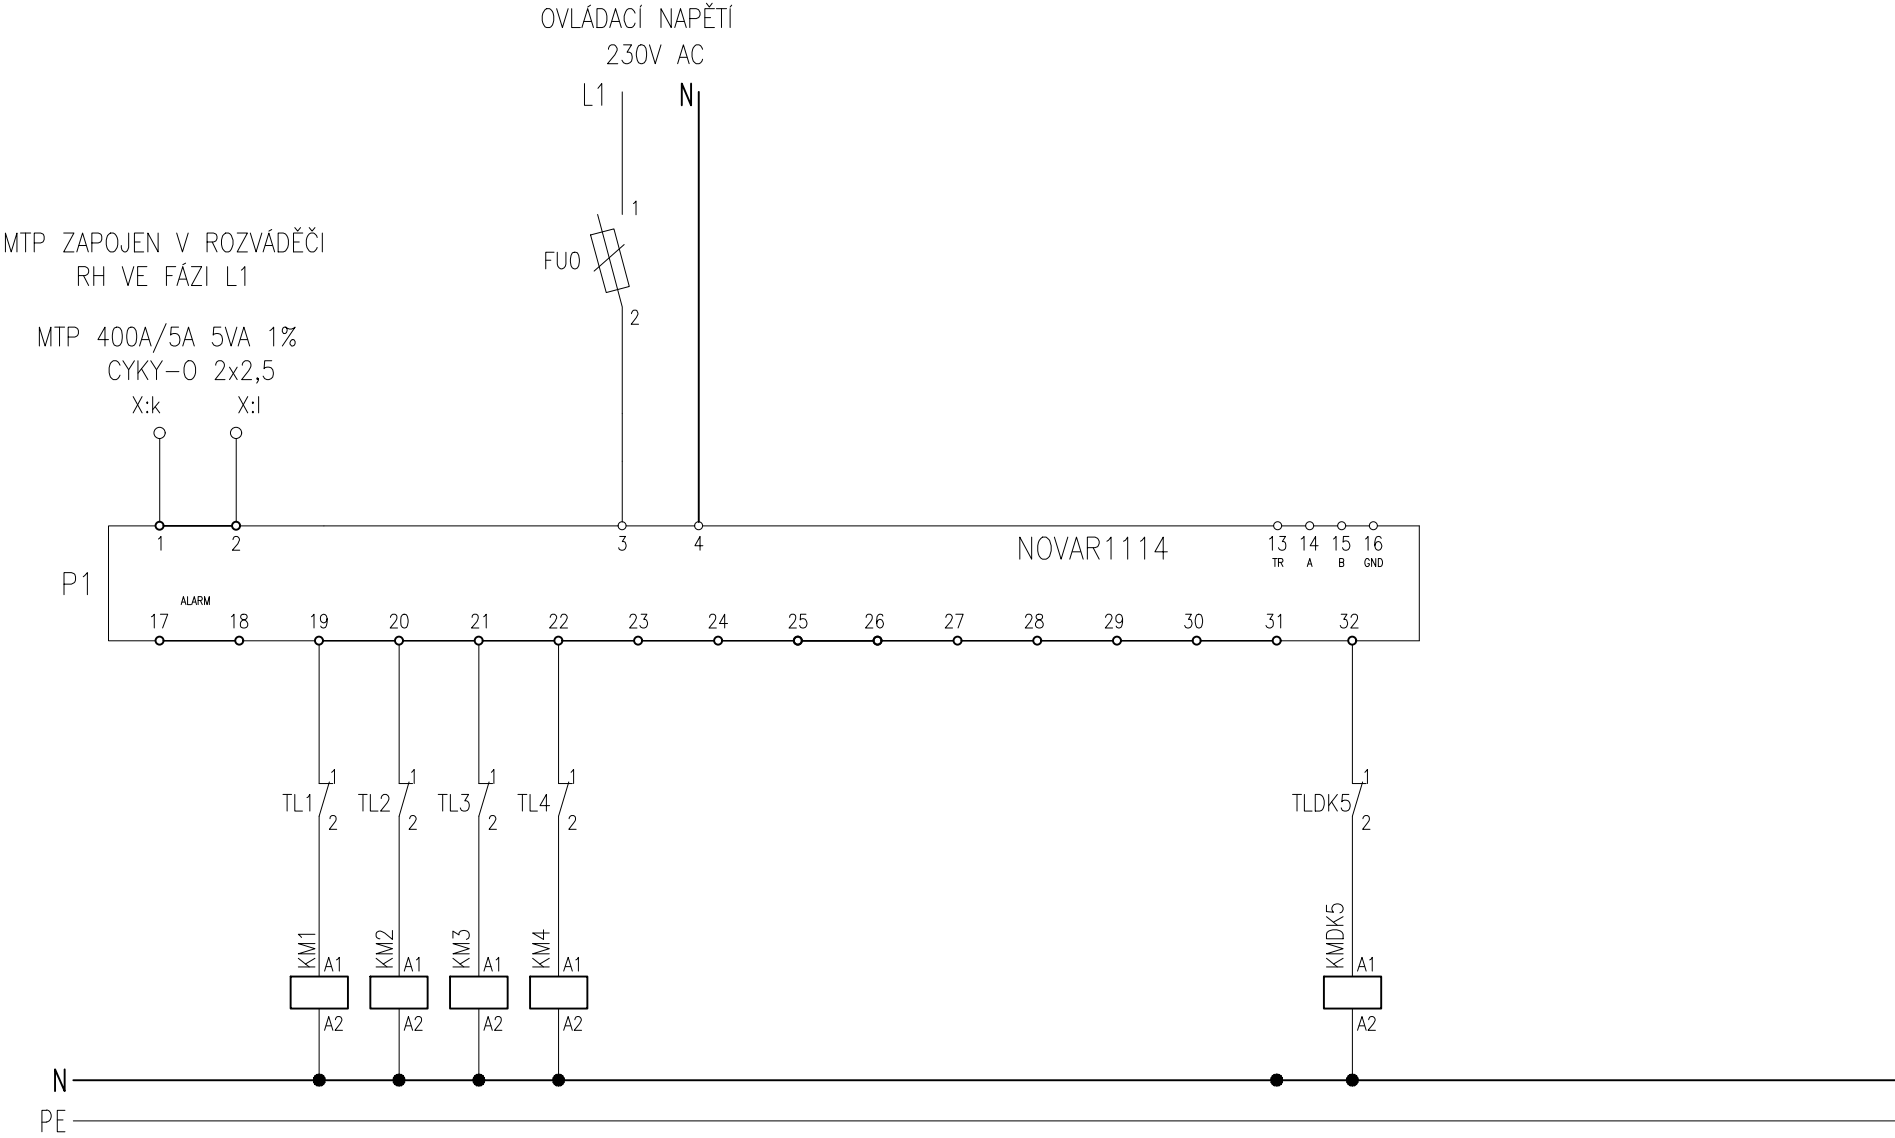 OVLÁDACÍ NAPĚTÍ
230V AC
L1 N
1
MTP ZAPOJEN V ROZVÁDĚČI
RH VE FÁZI L1
FU0
2
MTP 400A/5A 5VA 1%
CYKY-O 2x2,5
X:k X:l
1 2 3 4 NOVAR1114 13 14 15 16
TR A B GND
P1
ALARM
17 18 19 20 21 22 23 24 25 26 27 28 29 30 31 32
1 1 1 1 1
TL1 TL2 TL3 TL4 TLDK5
2 2 2 2 2
KM1 KM2 KM3 KM4 KMDK5
A1 A1 A1 A1 A1
A2 A2 A2 A2 A2
N
PE